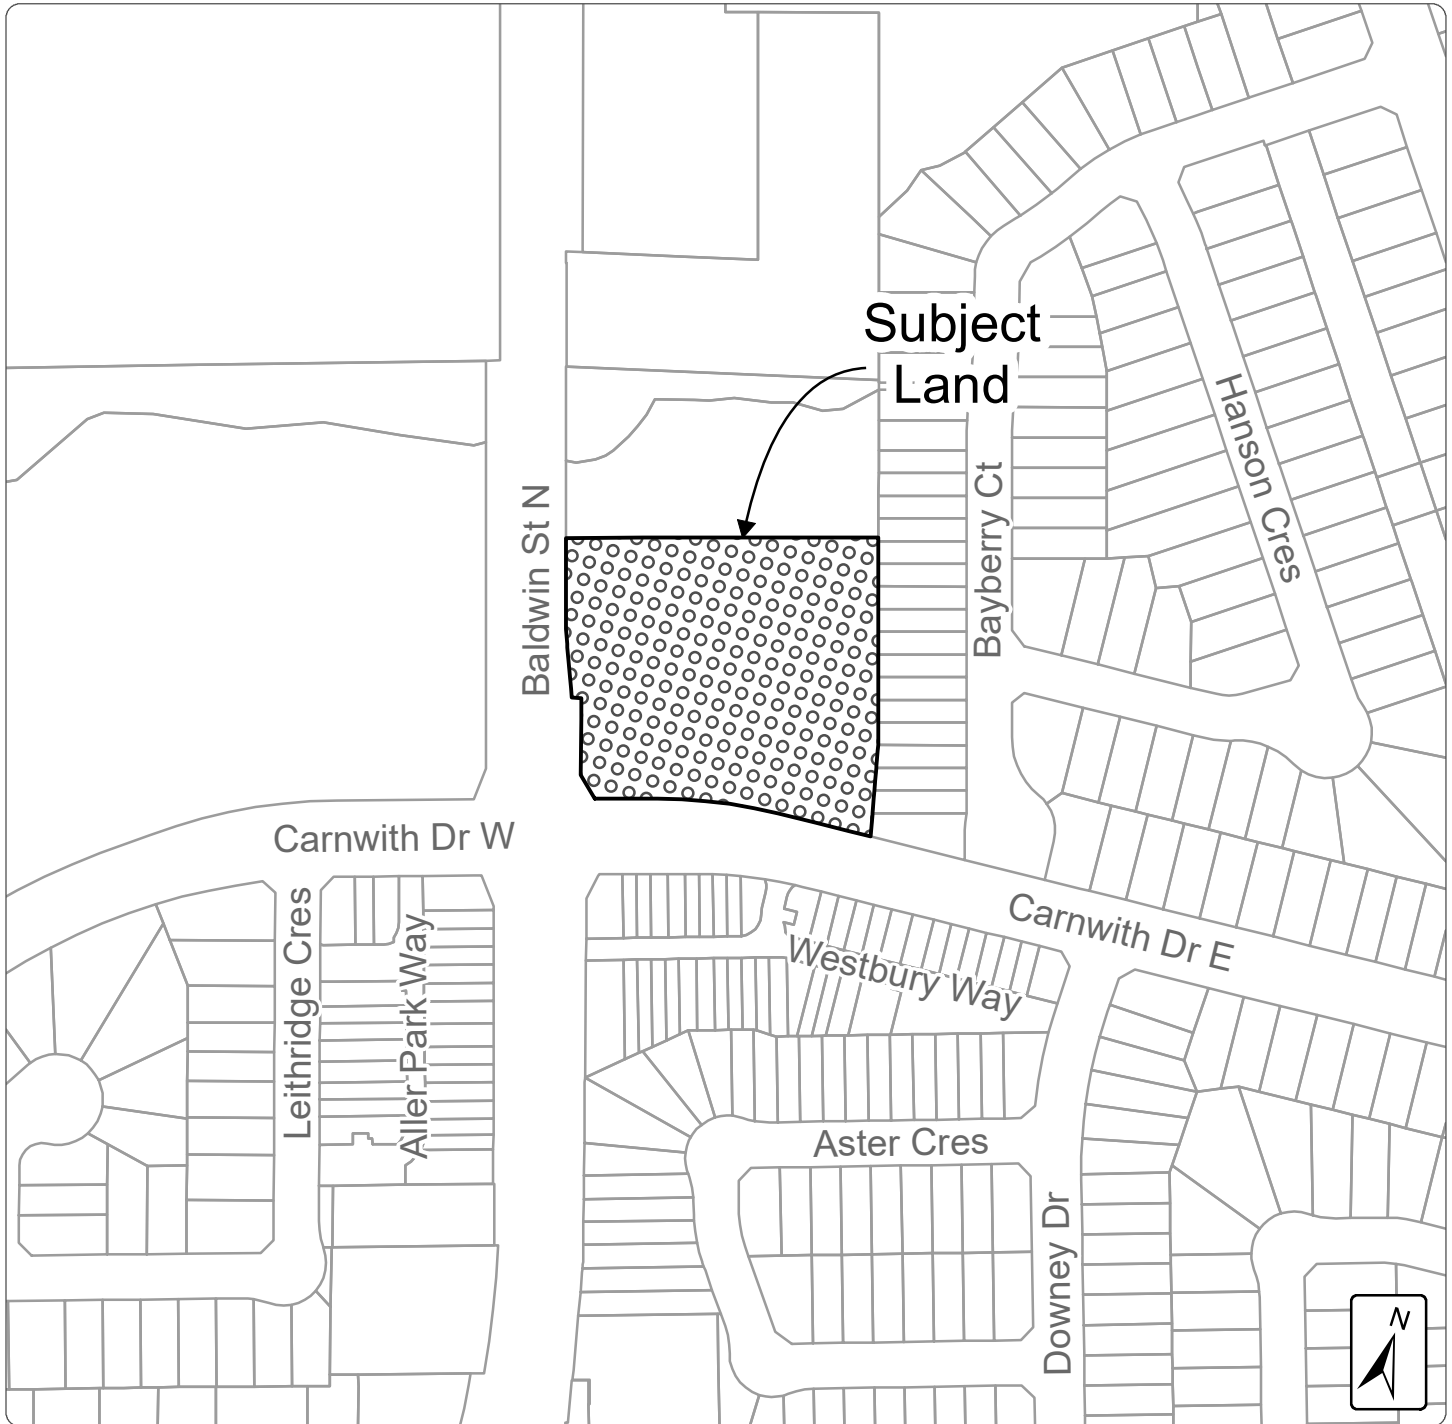 Subject
Land
Hanson Cres
Bayberry Ct
Baldwin St N
Carnwith Dr W
Carnwith Dr E
Westbury Way
Leithridge Cres
Aller Park Way
Aster Cres
Downey Dr
N